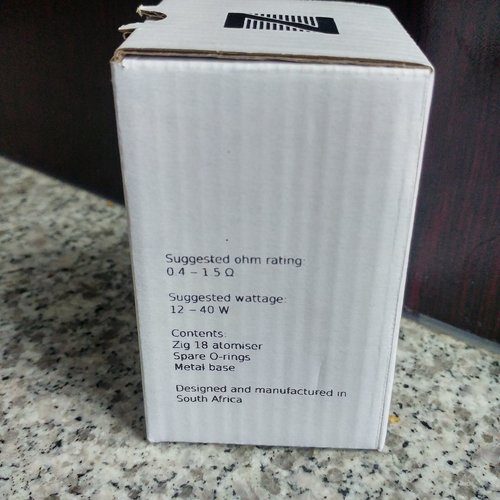 Suggested ohm rating:
0.4 – 1.5 Ω
Suggested wattage:
12 – 40 W
Contents:
Zig 18 atomiser
Spare O-rings
Metal base
Designed and manufactured in
South Africa